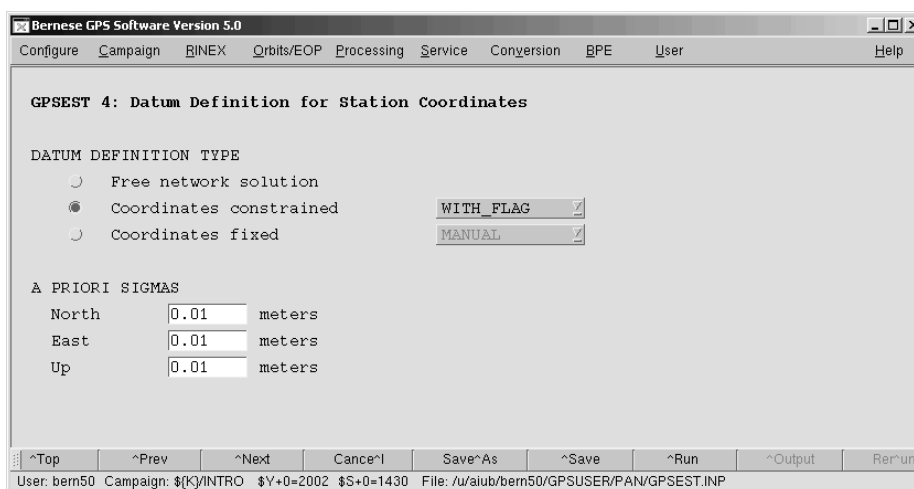 Bernese GPS Software Version 5.0
Configure Campaign RINEX Orbits/EOP Processing Service Conversion BPE User Help
GPSEST 4: Datum Definition for Station Coordinates
DATUM DEFINITION TYPE
Free network solution
Coordinates constrained WITH_FLAG
Coordinates fixed MANUAL
A PRIORI SIGMAS
North 0.01 meters
East 0.01 meters
Up 0.01 meters
^Top ^Prev ^Next Cance^l Save^As ^Save ^Run ^Output Rer^un
User: bern50 Campaign: ${K}/INTRO $Y+0=2002 $S+0=1430 File: /u/aiub/bern50/GPSUSER/PAN/GPSEST.INP